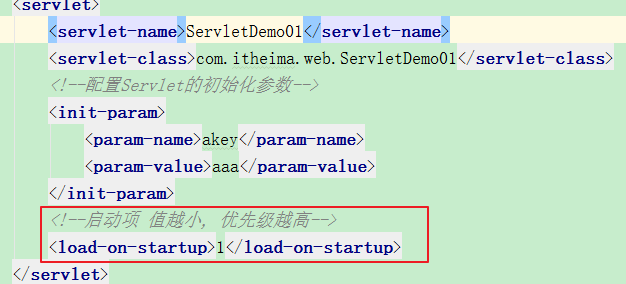 <servlet>
<servlet-name>ServletDemo01</servlet-name>
<servlet-class>com.itheima.web.ServletDemo01</servlet-class>
<!--配置Servlet的初始化参数-->
<init-param>
<param-name>akey</param-name>
<param-value>aaa</param-value>
</init-param>
<!--启动项 值越小, 优先级越高-->
<load-on-startup>1</load-on-startup>
</servlet>